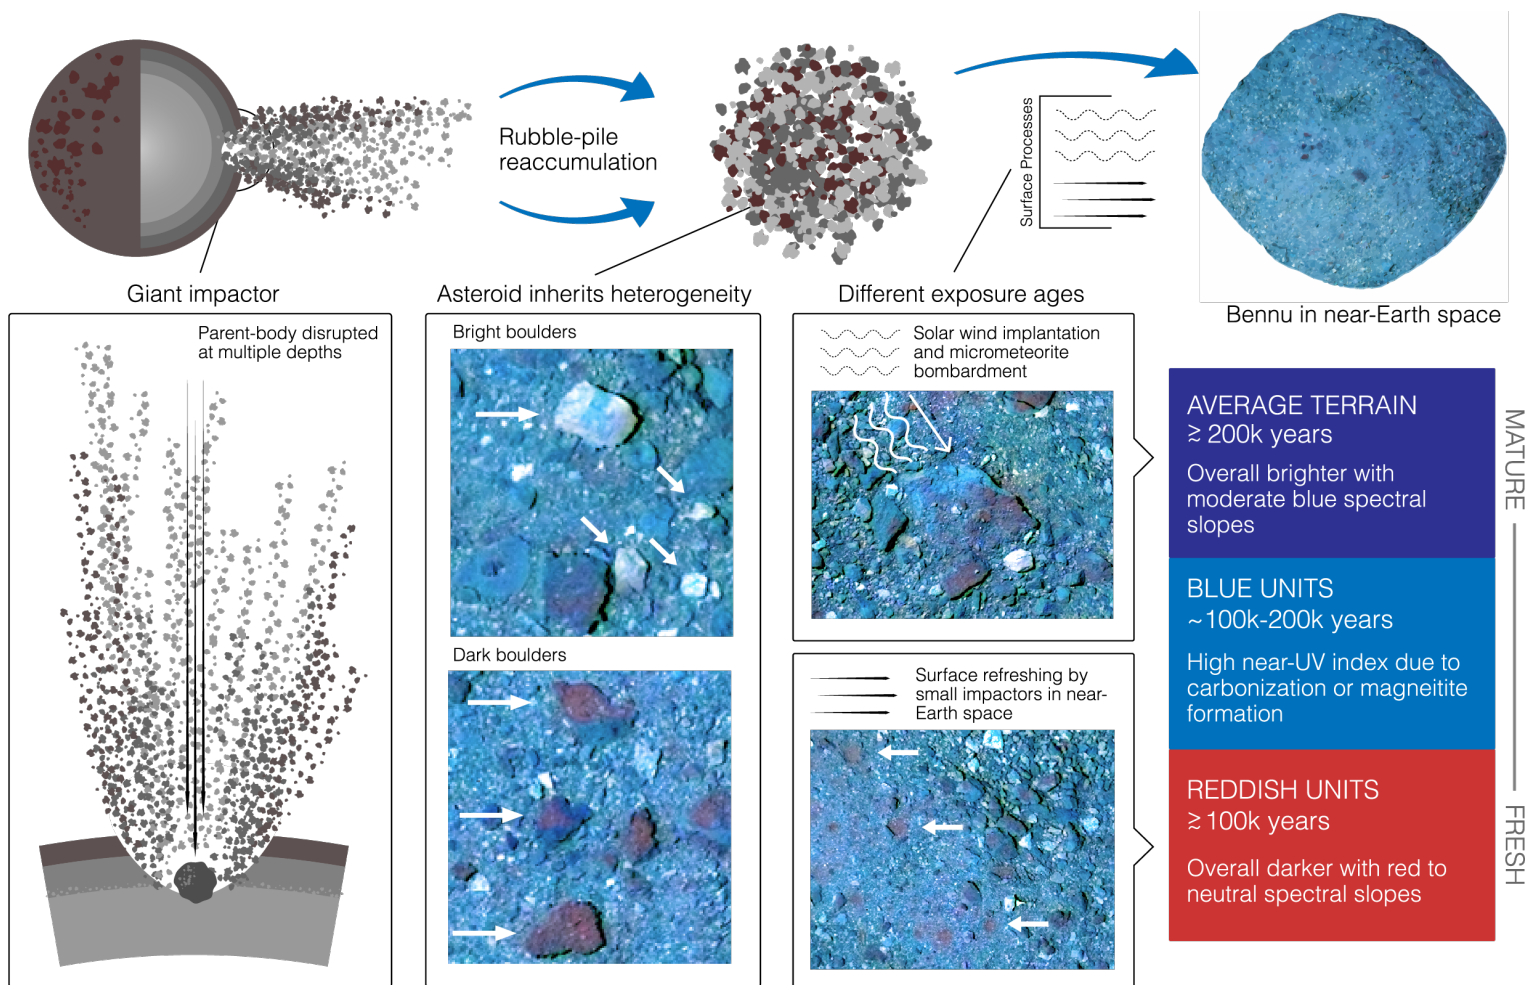 Rubble-pile
reaccumulation
Surface Processes
Giant impactor
Asteroid inherits heterogeneity
Different exposure ages
Bennu in near-Earth space
Parent-body disrupted
at multiple depths
Bright boulders
Dark boulders
Solar wind implantation
and micrometeorite
bombardment
Surface refreshing by
small impactors in near-
Earth space
AVERAGE TERRAIN
≳ 200k years
Overall brighter with
moderate blue spectral
slopes
BLUE UNITS
~100k-200k years
High near-UV index due to
carbonization or magneitite
formation
REDDISH UNITS
≳ 100k years
Overall darker with red to
neutral spectral slopes
MATURE
FRESH